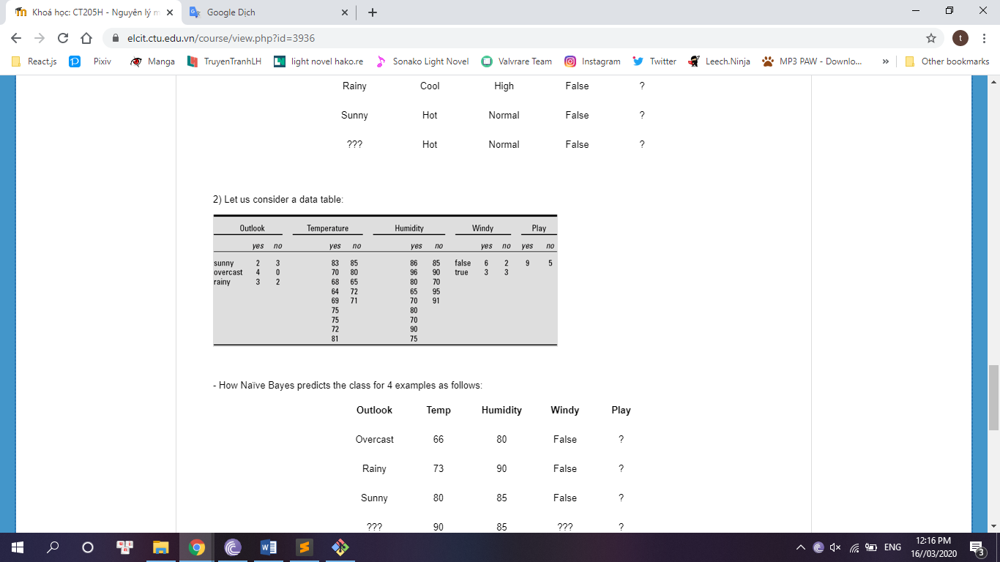 Khoá học: CT205H - Nguyên lý m
Google Dịch
elcit.ctu.edu.vn/course/view.php?id=3936
t
React.js Pixiv Manga TruyenTranhLH light novel hako.re Sonako Light Novel Valvrare Team Instagram Twitter Leech.Ninja MP3 PAW - Downlo... » Other bookmarks
Rainy Cool High False ?
Sunny Hot Normal False ?
??? Hot Normal False ?
2) Let us consider a data table:
Outlook Temperature Humidity Windy Play
yes no yes no yes no yes no yes no
sunny 2 3 83 85 86 85 false 6 2 9 5
overcast 4 0 70 80 96 90 true 3 3
rainy 3 2 68 65 80 70
64 72 65 95
69 71 70 91
75 80
75 70
72 90
81 75
- How Naïve Bayes predicts the class for 4 examples as follows:
Outlook Temp Humidity Windy Play
Overcast 66 80 False ?
Rainy 73 90 False ?
Sunny 80 85 False ?
??? 90 85 ??? ?
ENG
12:16 PM
16//03/2020
3